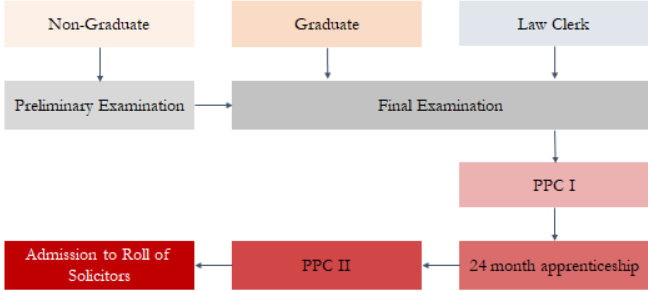 Non-Graduate
Graduate
Law Clerk
Preliminary Examination
Final Examination
PPC I
Admission to Roll of
Solicitors
PPC II
24 month apprenticeship